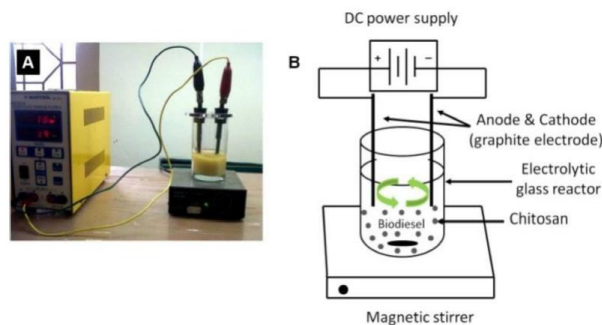 A
B
DC power supply
+
−
Anode & Cathode
(graphite electrode)
Electrolytic
glass reactor
Chitosan
Biodiesel
Magnetic stirrer